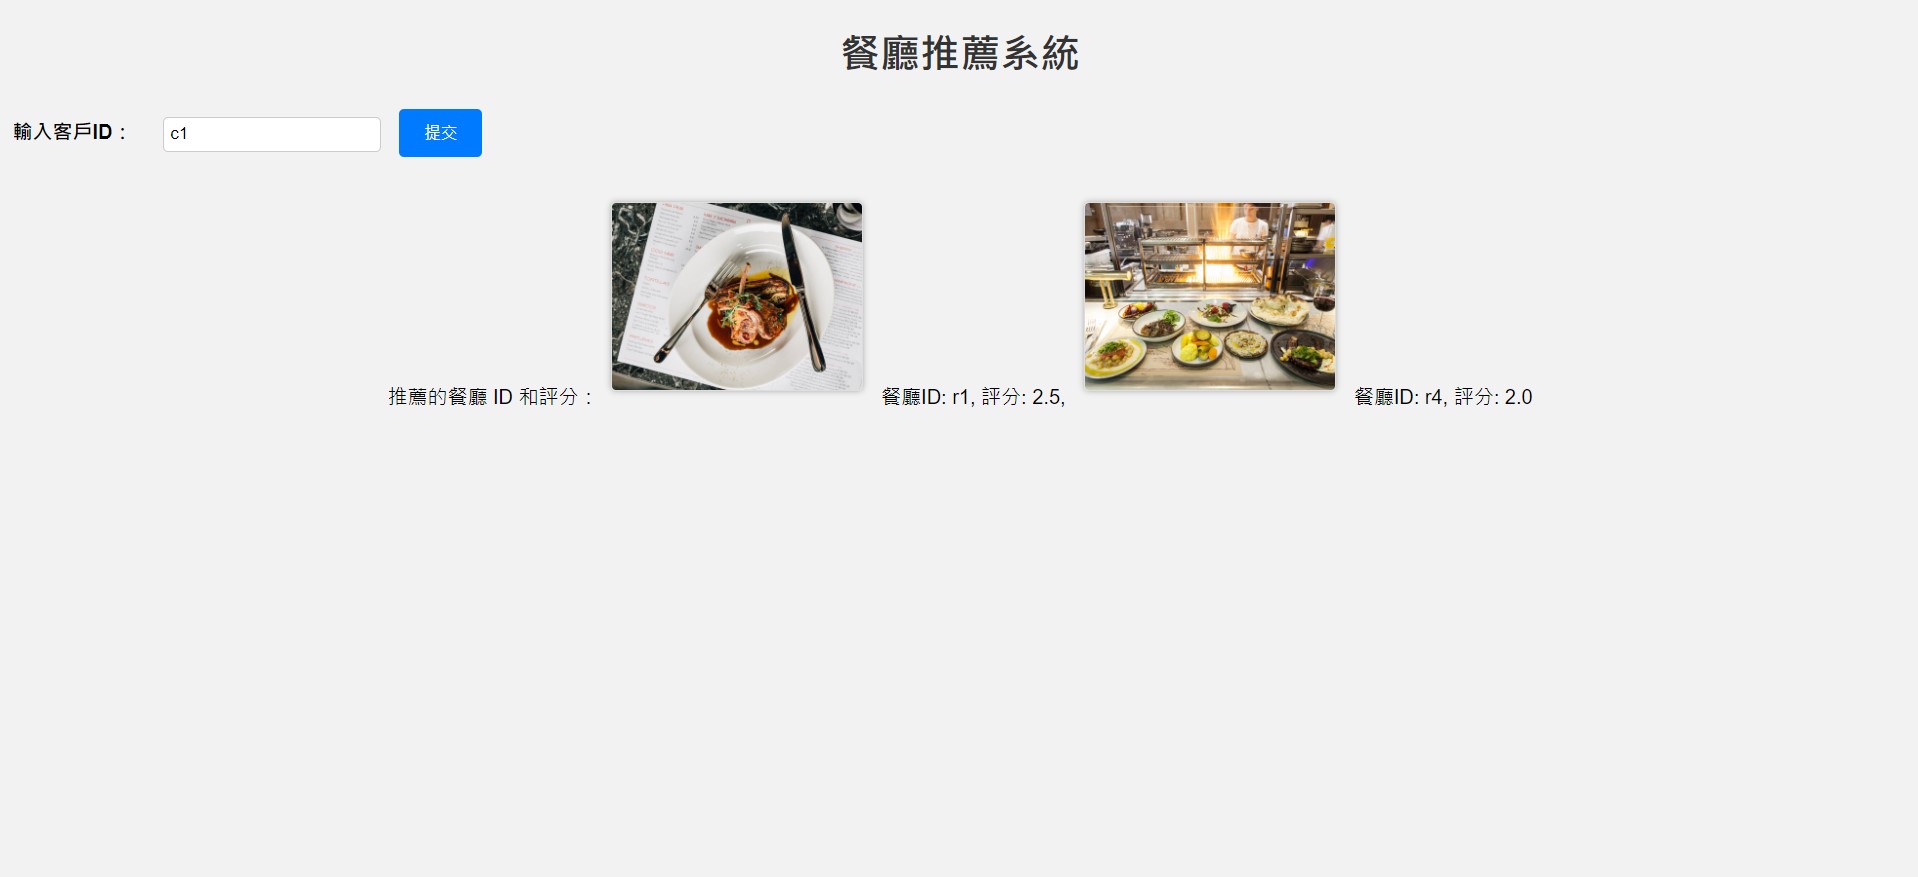 餐廳推薦系統
輸入客戶ID：
c1
提交
推薦的餐廳 ID 和評分：
餐廳ID: r1, 評分: 2.5,
餐廳ID: r4, 評分: 2.0